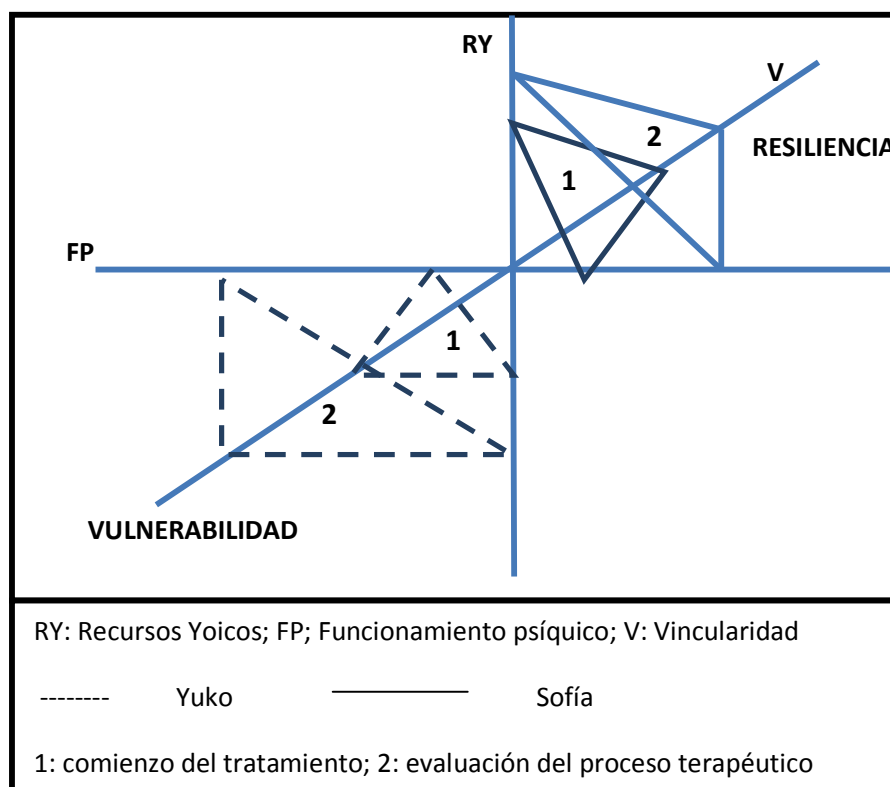 RY
V
2
RESILIENCIA
1
FP
1
2
VULNERABILIDAD
RY: Recursos Yoicos; FP; Funcionamiento psíquico; V: Vincularidad
-------- Yuko Sofía
1: comienzo del tratamiento; 2: evaluación del proceso terapéutico